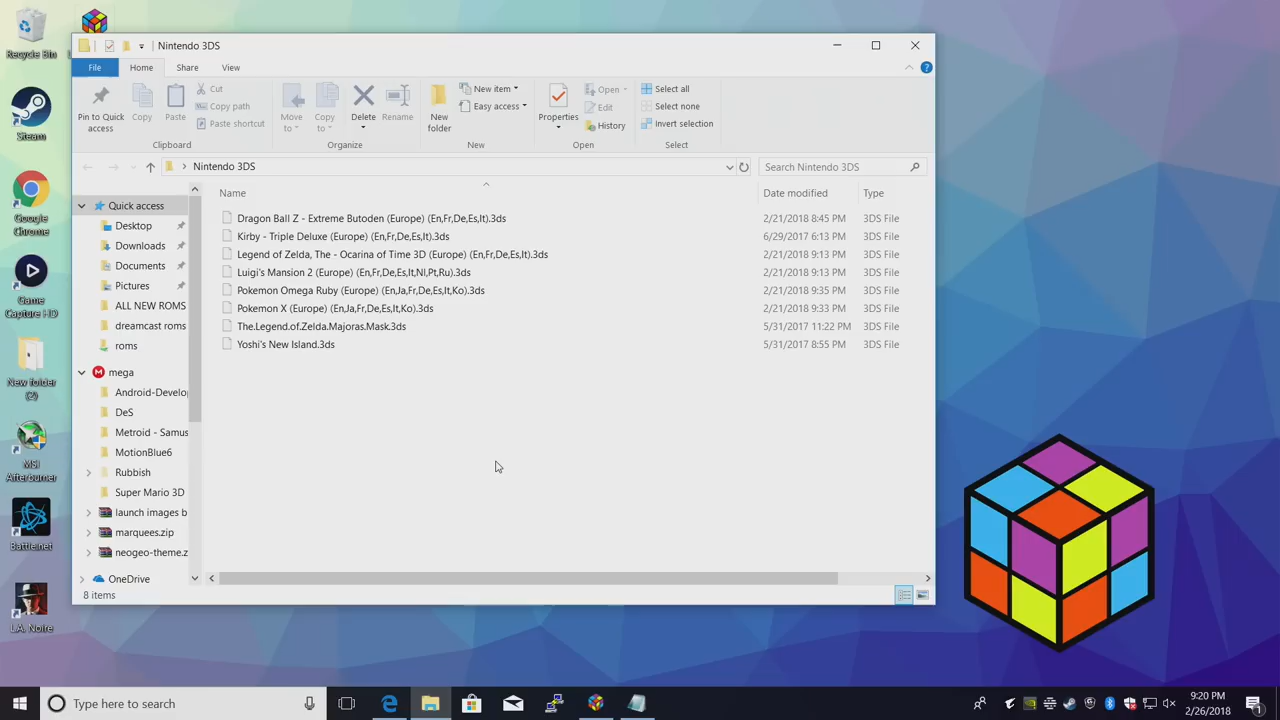 Recycle Bin
Steam
Google
Chrome
Game
Capture HD
New folder
(2)
MSI
Afterburner
Battle.net
L.A. Noire
Nintendo 3DS
File
Home
Share
View
Pin to Quick
access
Copy
Paste
Cut
Copy path
Paste shortcut
Clipboard
Move
to
Copy
to
Delete
Rename
Organize
New
folder
New item
Easy access
New
Properties
Open
Edit
History
Open
Select all
Select none
Invert selection
Select
Nintendo 3DS
Search Nintendo 3DS
Quick access
Desktop
Downloads
Documents
Pictures
ALL NEW ROMS
dreamcast roms
roms
mega
Android-Develo
DeS
Metroid - Samus
MotionBlue6
Rubbish
Super Mario 3D
launch images b
marquees.zip
neogeo-theme.z
OneDrive
Name Date modified Type
Dragon Ball Z - Extreme Butoden (Europe) (En,Fr,De,Es,It).3ds 2/21/2018 8:45 PM 3DS File
Kirby - Triple Deluxe (Europe) (En,Fr,De,Es,It).3ds 6/29/2017 6:13 PM 3DS File
Legend of Zelda, The - Ocarina of Time 3D (Europe) (En,Fr,De,Es,It).3ds 2/21/2018 9:13 PM 3DS File
Luigi's Mansion 2 (Europe) (En,Fr,De,Es,It,Nl,Pt,Ru).3ds 2/21/2018 9:13 PM 3DS File
Pokemon Omega Ruby (Europe) (En,Ja,Fr,De,Es,It,Ko).3ds 2/21/2018 9:35 PM 3DS File
Pokemon X (Europe) (En,Ja,Fr,De,Es,It,Ko).3ds 2/21/2018 9:33 PM 3DS File
The.Legend.of.Zelda.Majoras.Mask.3ds 5/31/2017 11:22 PM 3DS File
Yoshi's New Island.3ds 5/31/2017 8:55 PM 3DS File
8 items
Type here to search
9:20 PM
2/26/2018
1